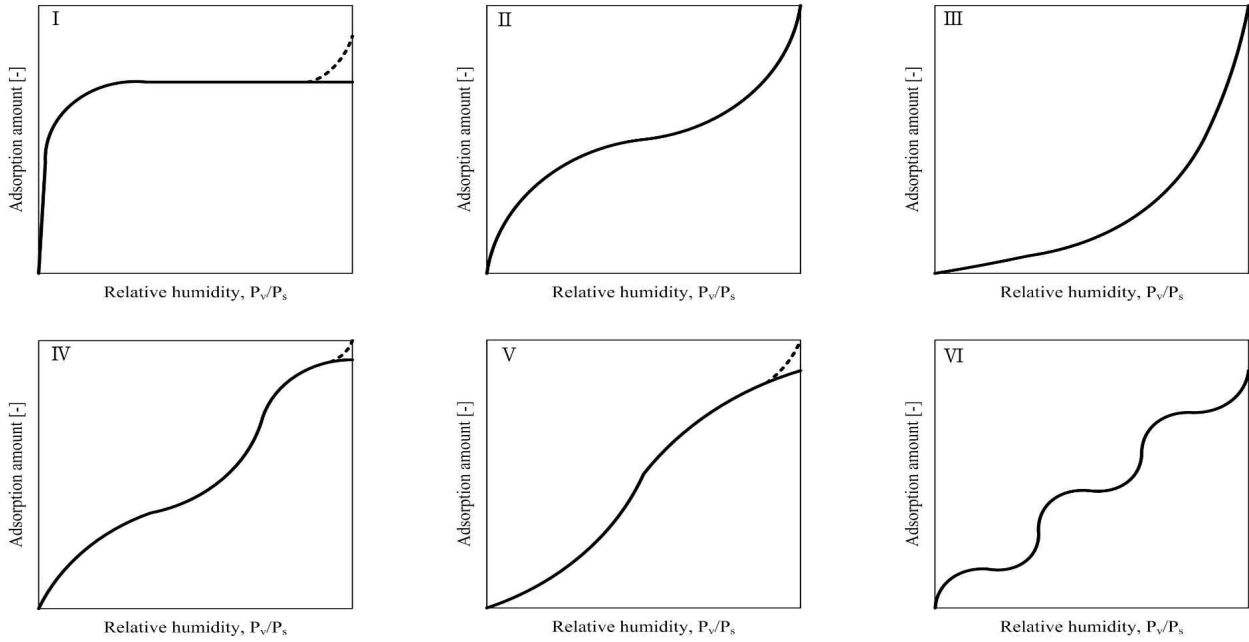 Ⅰ
Adsorption amount [-]
Relative humidity, Pᵥ/Pₛ
Ⅱ
Adsorption amount [-]
Relative humidity, Pᵥ/Pₛ
Ⅲ
Adsorption amount [-]
Relative humidity, Pᵥ/Pₛ
Ⅳ
Adsorption amount [-]
Relative humidity, Pᵥ/Pₛ
Ⅴ
Adsorption amount [-]
Relative humidity, Pᵥ/Pₛ
Ⅵ
Adsorption amount [-]
Relative humidity, Pᵥ/Pₛ